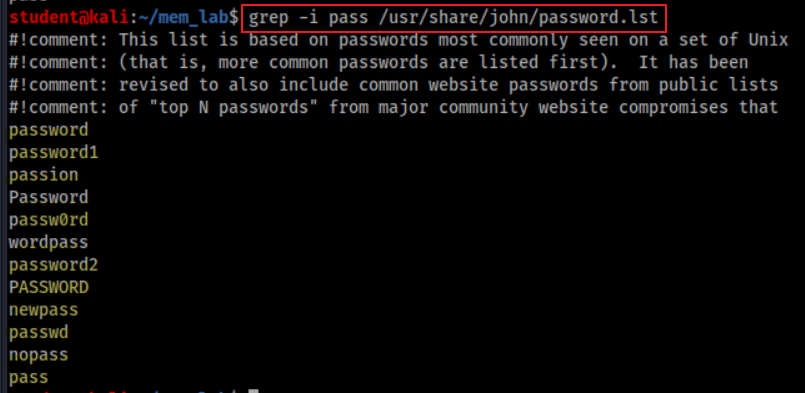 student@kali:~/mem_lab$ grep -i pass /usr/share/john/password.lst
#!comment: This list is based on passwords most commonly seen on a set of Unix
#!comment: (that is, more common passwords are listed first).  It has been
#!comment: revised to also include common website passwords from public lists
#!comment: of "top N passwords" from major community website compromises that
password
password1
passion
Password
passw0rd
wordpass
password2
PASSWORD
newpass
passwd
nopass
pass